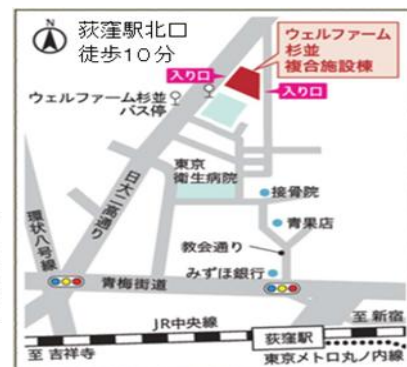 N
荻窪駅北口
徒歩10分
ウェルファーム
杉並
複合施設棟
入り口
入り口
ウェルファーム杉並
バス停
東京
衛生病院
日大二高通り
接骨院
環状八号線
青果店
教会通り
みずほ銀行
青梅街道
JR中央線
至 新宿
荻窪駅
至 吉祥寺
東京メトロ丸ノ内線